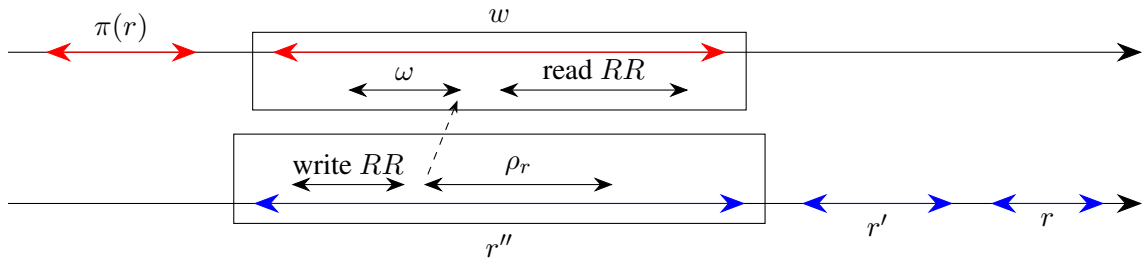 π(r) w
ω read RR
write RR ρ_r
r′ r
r″